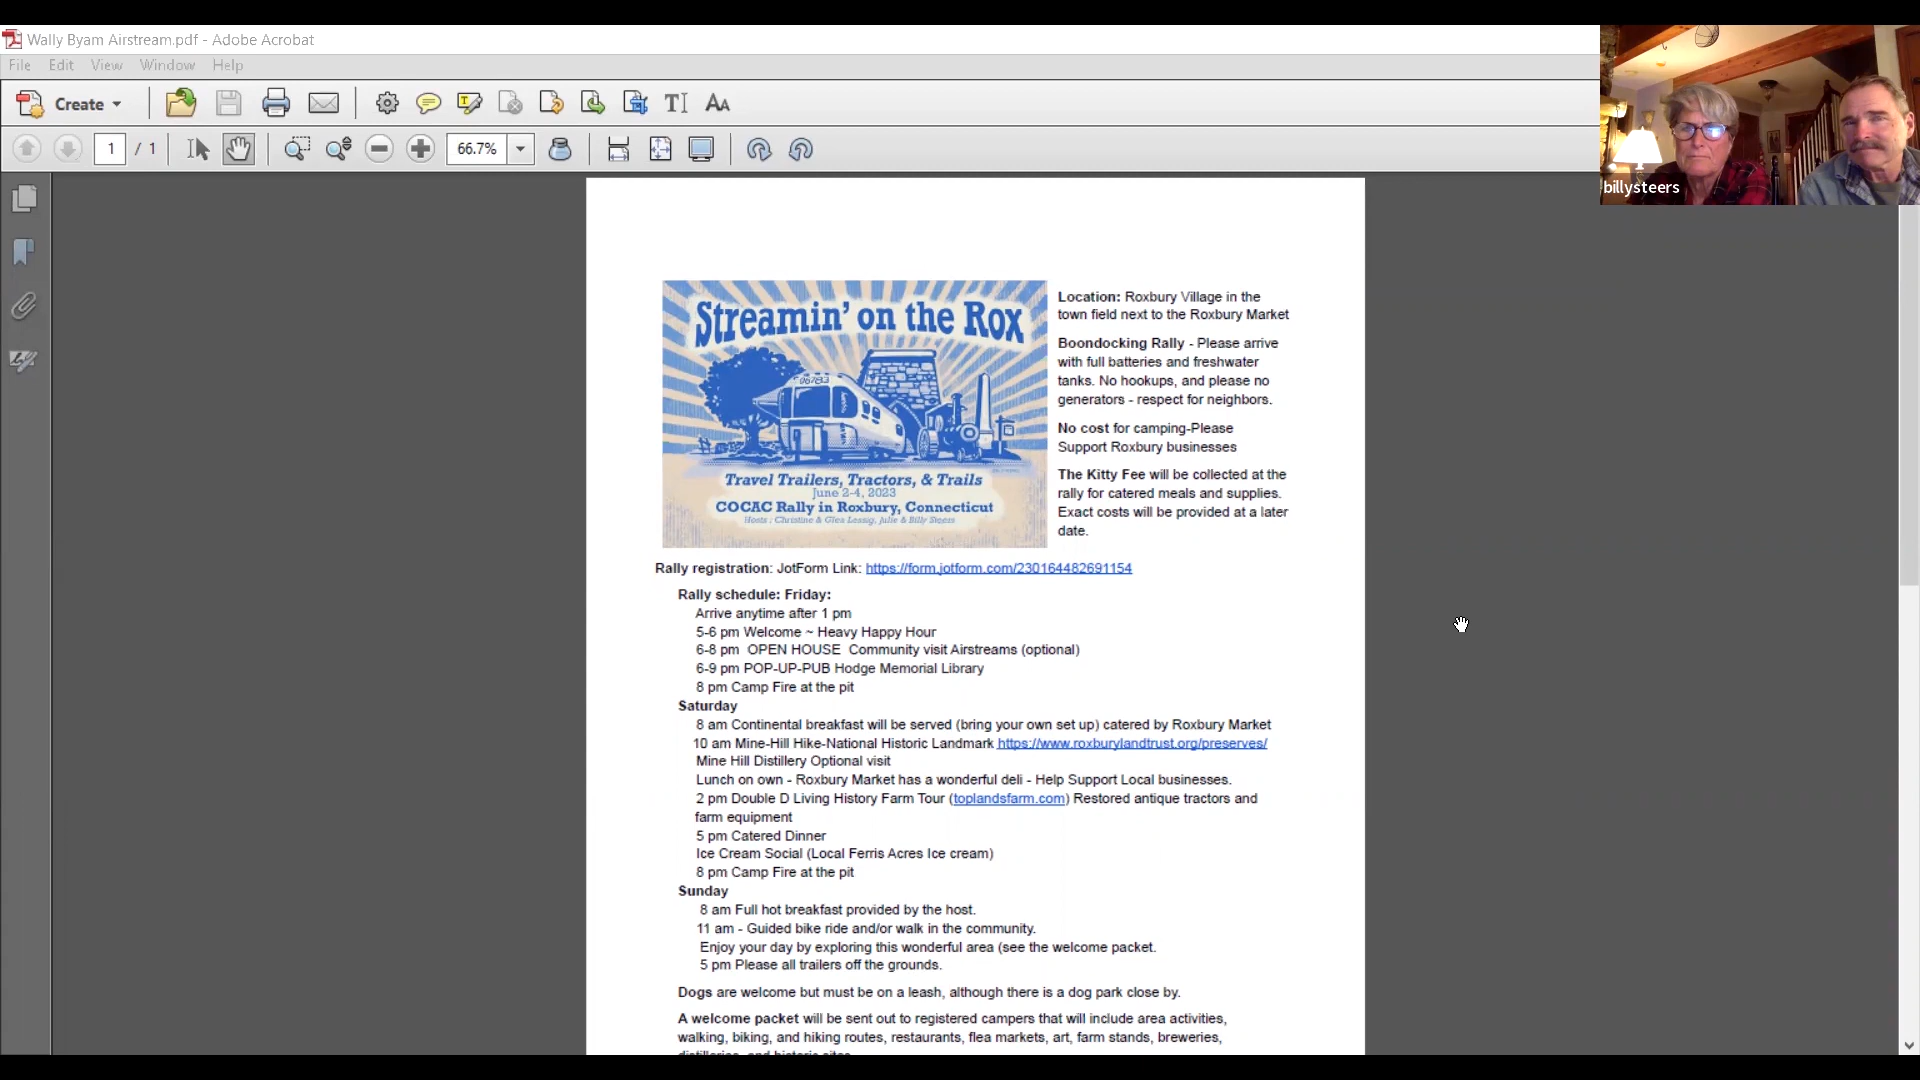 Wally Byam Airstream.pdf - Adobe Acrobat
File Edit View Window Help
Create
1 / 1
66.7%
billysteers
Streamin' on the Rox
96783
Travel Trailers, Tractors, & Trails
June 2-4, 2023
COCAC Rally in Roxbury, Connecticut
Hosts : Christine & Glen Lessig, Julie & Billy Steers
Location: Roxbury Village in the
town field next to the Roxbury Market
Boondocking Rally - Please arrive
with full batteries and freshwater
tanks. No hookups, and please no
generators - respect for neighbors.
No cost for camping-Please
Support Roxbury businesses
The Kitty Fee will be collected at the
rally for catered meals and supplies.
Exact costs will be provided at a later
date.
Rally registration: JotForm Link: https://form.jotform.com/230164482691154
Rally schedule: Friday:
Arrive anytime after 1 pm
5-6 pm Welcome ~ Heavy Happy Hour
6-8 pm OPEN HOUSE Community visit Airstreams (optional)
6-9 pm POP-UP-PUB Hodge Memorial Library
8 pm Camp Fire at the pit
Saturday
8 am Continental breakfast will be served (bring your own set up) catered by Roxbury Market
10 am Mine-Hill Hike-National Historic Landmark https://www.roxburylandtrust.org/preserves/
Mine Hill Distillery Optional visit
Lunch on own - Roxbury Market has a wonderful deli - Help Support Local businesses.
2 pm Double D Living History Farm Tour (toplandsfarm.com) Restored antique tractors and
farm equipment
5 pm Catered Dinner
Ice Cream Social (Local Ferris Acres Ice cream)
8 pm Camp Fire at the pit
Sunday
8 am Full hot breakfast provided by the host.
11 am - Guided bike ride and/or walk in the community.
Enjoy your day by exploring this wonderful area (see the welcome packet.
5 pm Please all trailers off the grounds.
Dogs are welcome but must be on a leash, although there is a dog park close by.
A welcome packet will be sent out to registered campers that will include area activities,
walking, biking, and hiking routes, restaurants, flea markets, art, farm stands, breweries,
distilleries, and historic sites.